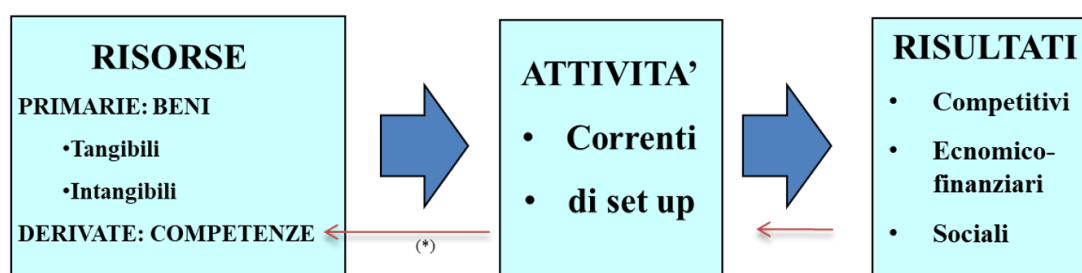 RISORSE
PRIMARIE: BENI
•Tangibili
•Intangibili
DERIVATE: COMPETENZE
(*)
ATTIVITA’
• Correnti
• di set up
RISULTATI
• Competitivi
• Ecnomico-
finanziari
• Sociali